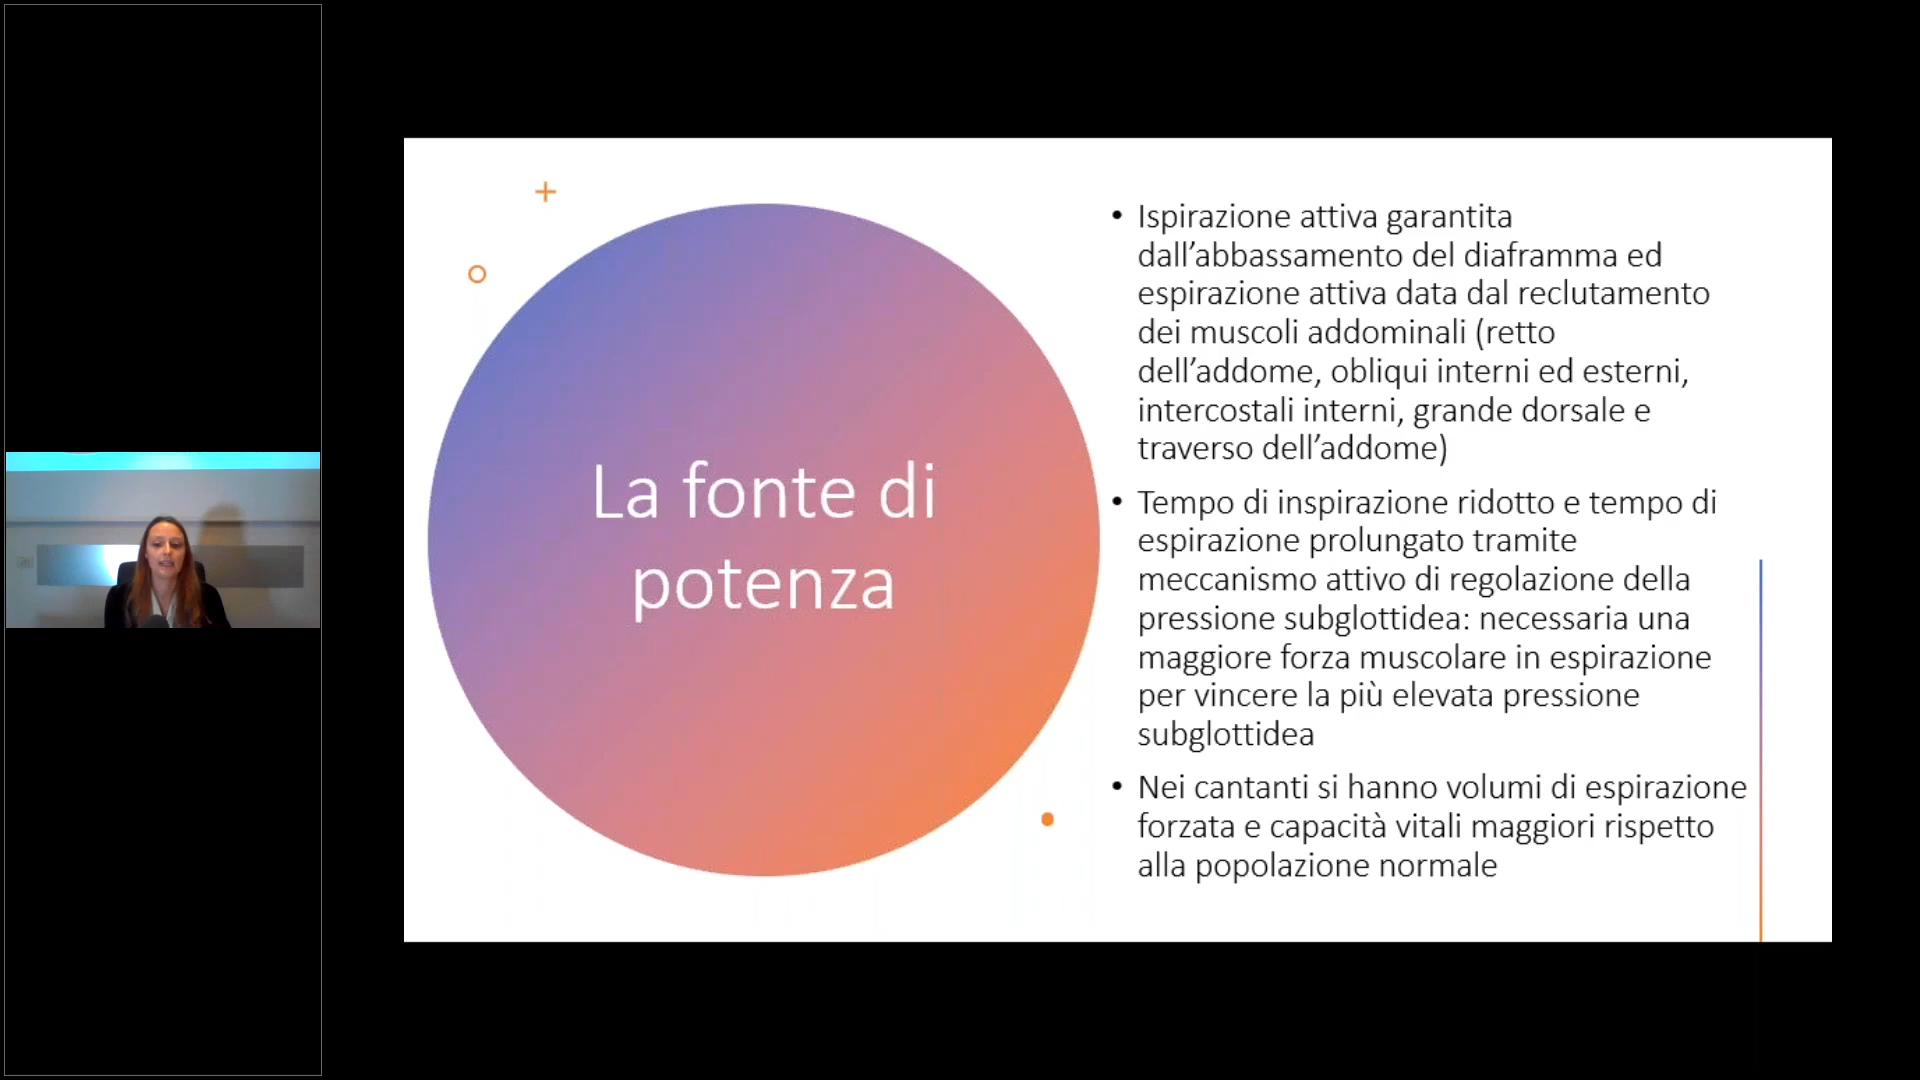 La fonte di
potenza
• Ispirazione attiva garantita
dall’abbassamento del diaframma ed
espirazione attiva data dal reclutamento
dei muscoli addominali (retto
dell’addome, obliqui interni ed esterni,
intercostali interni, grande dorsale e
traverso dell’addome)
• Tempo di inspirazione ridotto e tempo di
espirazione prolungato tramite
meccanismo attivo di regolazione della
pressione subglottidea: necessaria una
maggiore forza muscolare in espirazione
per vincere la più elevata pressione
subglottidea
• Nei cantanti si hanno volumi di espirazione
forzata e capacità vitali maggiori rispetto
alla popolazione normale